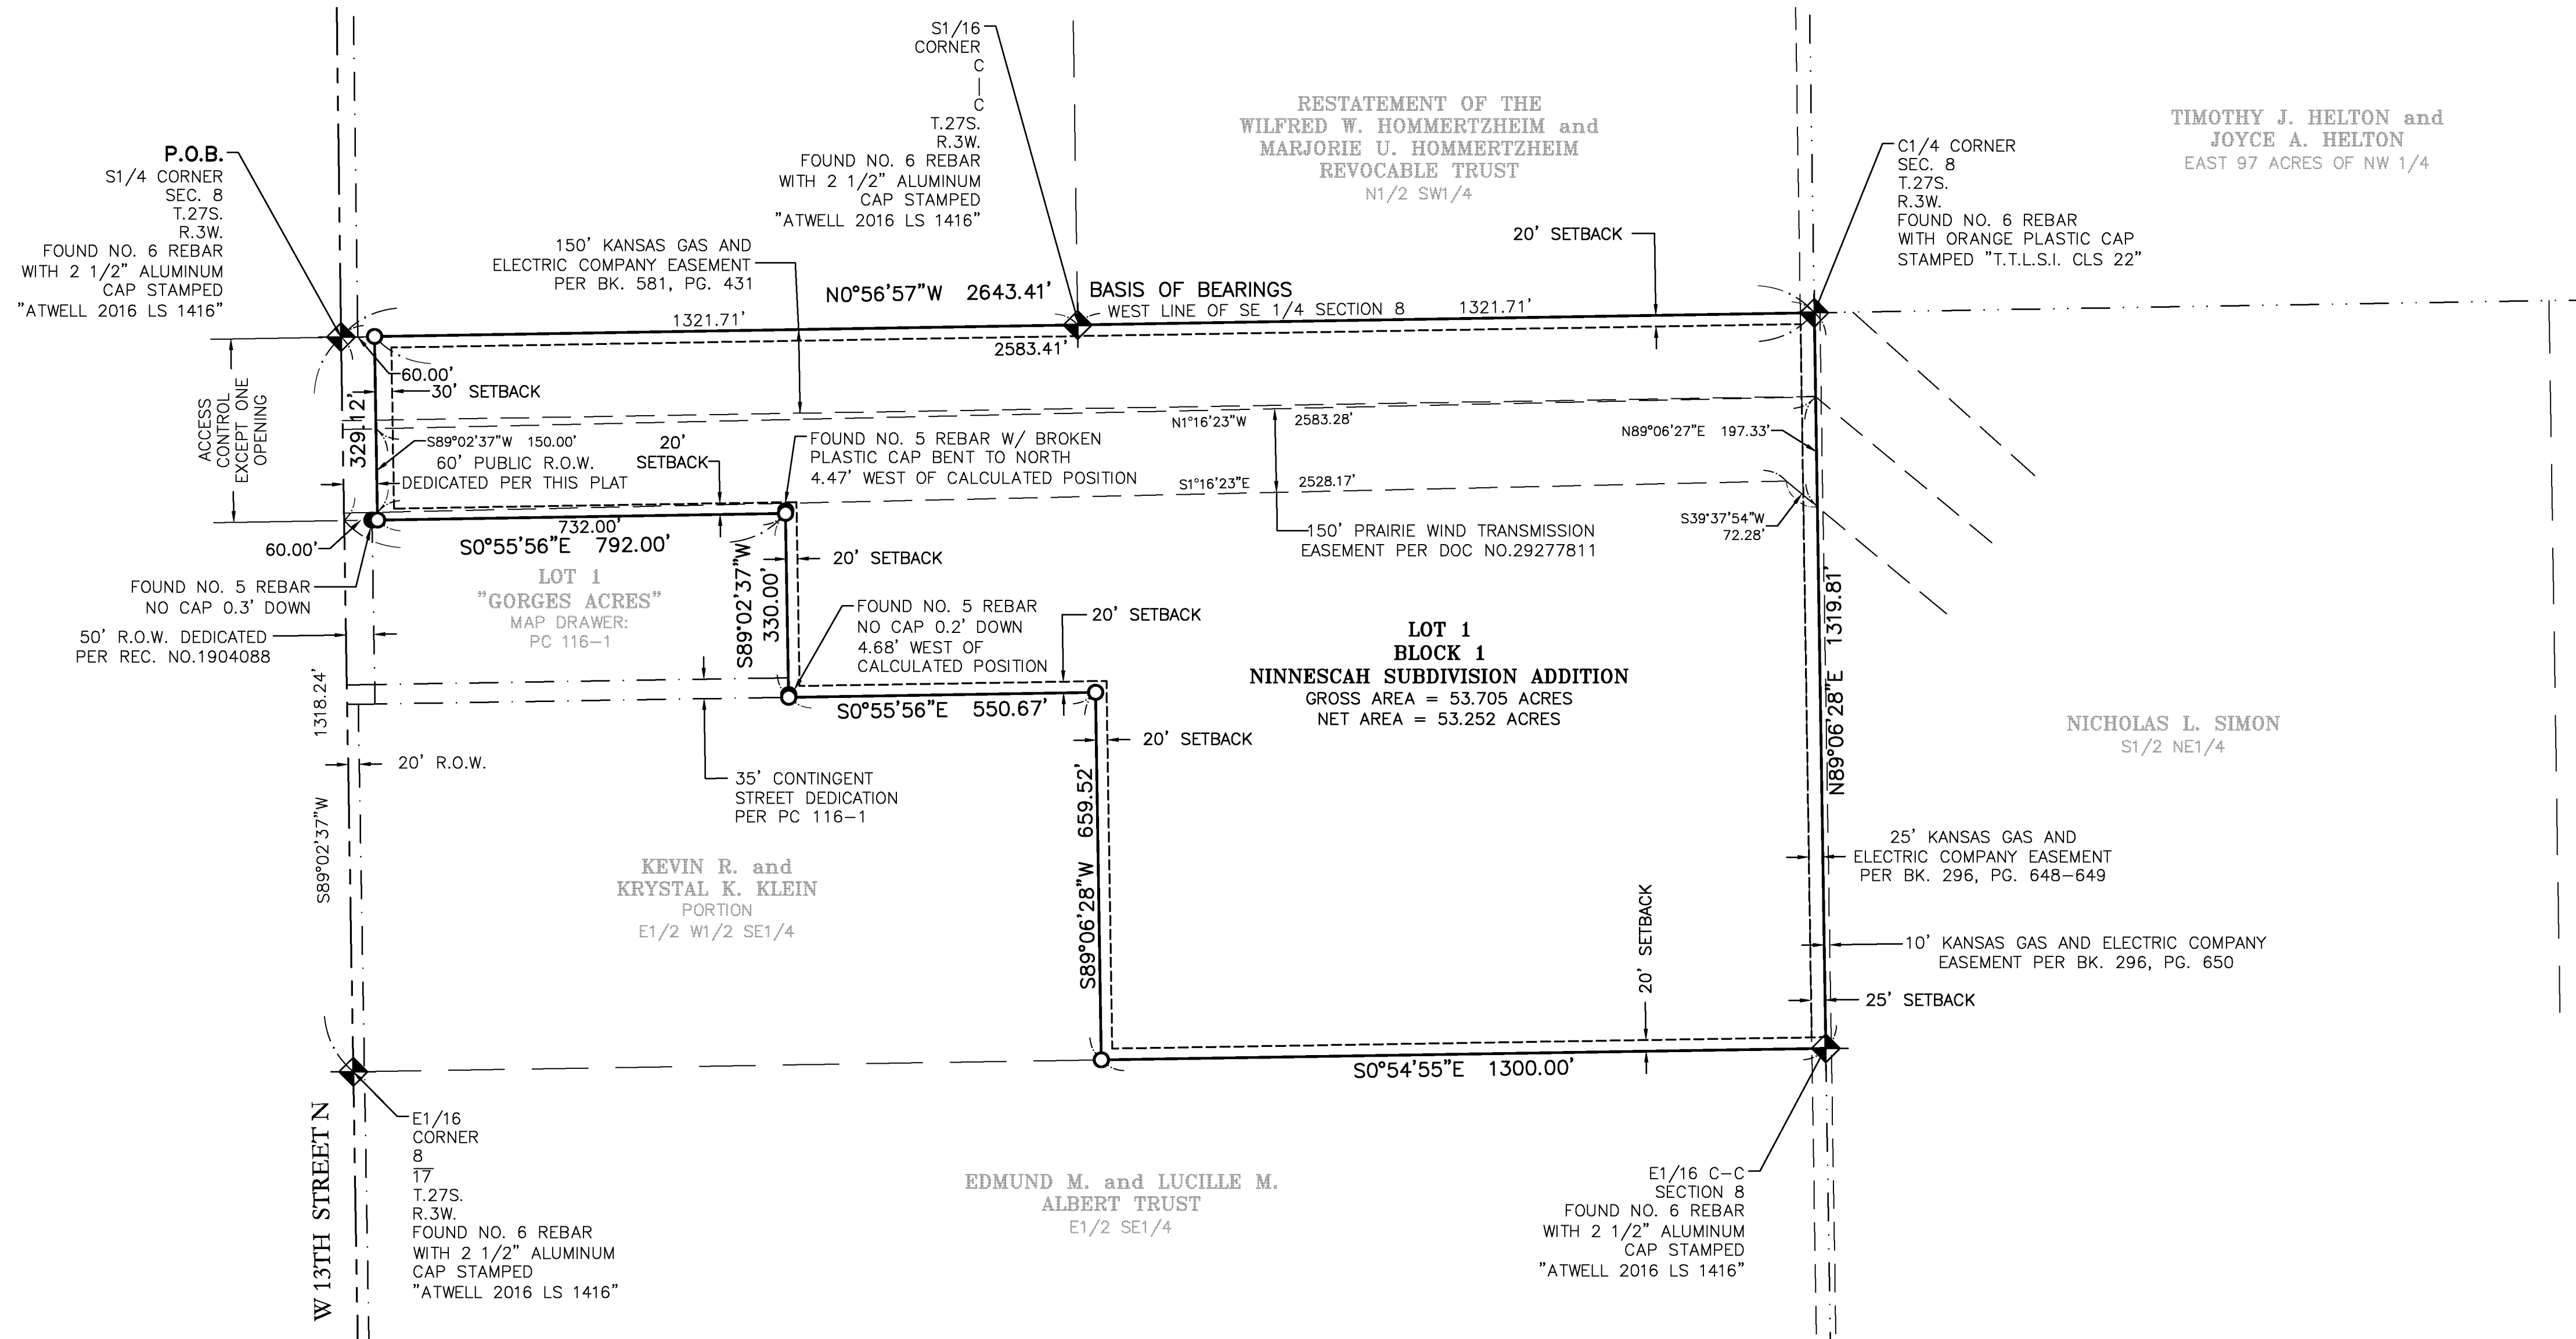 S1/16
CORNER
C
|
C
T.27S.
R.3W.
FOUND NO. 6 REBAR
WITH 2 1/2" ALUMINUM
CAP STAMPED
"ATWELL 2016 LS 1416"
RESTATEMENT OF THE
WILFRED W. HOMMERTZHEIM and
MARJORIE U. HOMMERTZHEIM
REVOCABLE TRUST
N1/2 SW1/4
TIMOTHY J. HELTON and
JOYCE A. HELTON
EAST 97 ACRES OF NW 1/4
P.O.B.
S1/4 CORNER
SEC. 8
T.27S.
R.3W.
FOUND NO. 6 REBAR
WITH 2 1/2" ALUMINUM
CAP STAMPED
"ATWELL 2016 LS 1416"
C1/4 CORNER
SEC. 8
T.27S.
R.3W.
FOUND NO. 6 REBAR
WITH ORANGE PLASTIC CAP
STAMPED "T.T.L.S.I. CLS 22"
150' KANSAS GAS AND
ELECTRIC COMPANY EASEMENT
PER BK. 581, PG. 431
20' SETBACK
N0°56'57"W 2643.41' BASIS OF BEARINGS
WEST LINE OF SE 1/4 SECTION 8
1321.71'
1321.71'
2583.41'
60.00'
30' SETBACK
ACCESS
CONTROL
EXCEPT ONE
OPENING
329.12'
S89°02'37"W 150.00'
60' PUBLIC R.O.W.
DEDICATED PER THIS PLAT
20'
SETBACK
FOUND NO. 5 REBAR W/ BROKEN
PLASTIC CAP BENT TO NORTH
4.47' WEST OF CALCULATED POSITION
N1°16'23"W 2583.28'
N89°06'27"E 197.33'
S1°16'23"E 2528.17'
S39°37'54"W
72.28'
150' PRAIRIE WIND TRANSMISSION
EASEMENT PER DOC NO.29277811
732.00'
S0°55'56"E 792.00'
60.00'
FOUND NO. 5 REBAR
NO CAP 0.3' DOWN
LOT 1
"GORGES ACRES"
MAP DRAWER:
PC 116-1
S89°02'37"W
330.00'
20' SETBACK
FOUND NO. 5 REBAR
NO CAP 0.2' DOWN
4.68' WEST OF
CALCULATED POSITION
20' SETBACK
50' R.O.W. DEDICATED
PER REC. NO.1904088
LOT 1
BLOCK 1
NINNESCAH SUBDIVISION ADDITION
GROSS AREA = 53.705 ACRES
NET AREA = 53.252 ACRES
N89°06'28"E 1319.81'
S0°55'56"E 550.67'
20' SETBACK
NICHOLAS L. SIMON
S1/2 NE1/4
S89°02'37"W 1318.24'
20' R.O.W.
35' CONTINGENT
STREET DEDICATION
PER PC 116-1
S89°06'28"W 659.52'
25' KANSAS GAS AND
ELECTRIC COMPANY EASEMENT
PER BK. 296, PG. 648-649
KEVIN R. and
KRYSTAL K. KLEIN
PORTION
E1/2 W1/2 SE1/4
20' SETBACK
10' KANSAS GAS AND ELECTRIC COMPANY
EASEMENT PER BK. 296, PG. 650
25' SETBACK
S0°54'55"E 1300.00'
W 13TH STREET N
E1/16
CORNER
8
17
T.27S.
R.3W.
FOUND NO. 6 REBAR
WITH 2 1/2" ALUMINUM
CAP STAMPED
"ATWELL 2016 LS 1416"
EDMUND M. and LUCILLE M.
ALBERT TRUST
E1/2 SE1/4
E1/16 C-C
SECTION 8
FOUND NO. 6 REBAR
WITH 2 1/2" ALUMINUM
CAP STAMPED
"ATWELL 2016 LS 1416"